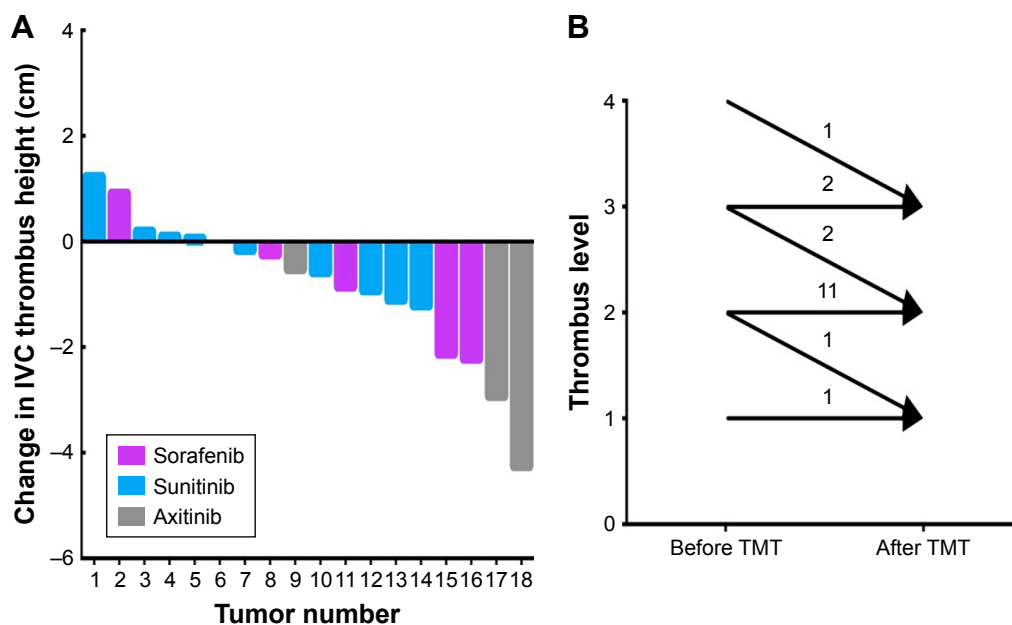 A
Change in IVC thrombus height (cm)
4
2
0
–2
–4
–6
Sorafenib
Sunitinib
Axitinib
1 2 3 4 5 6 7 8 9 10 11 12 13 14 15 16 17 18
Tumor number
B
Thrombus level
4
3
2
1
0
1
2
2
11
1
1
Before TMT After TMT